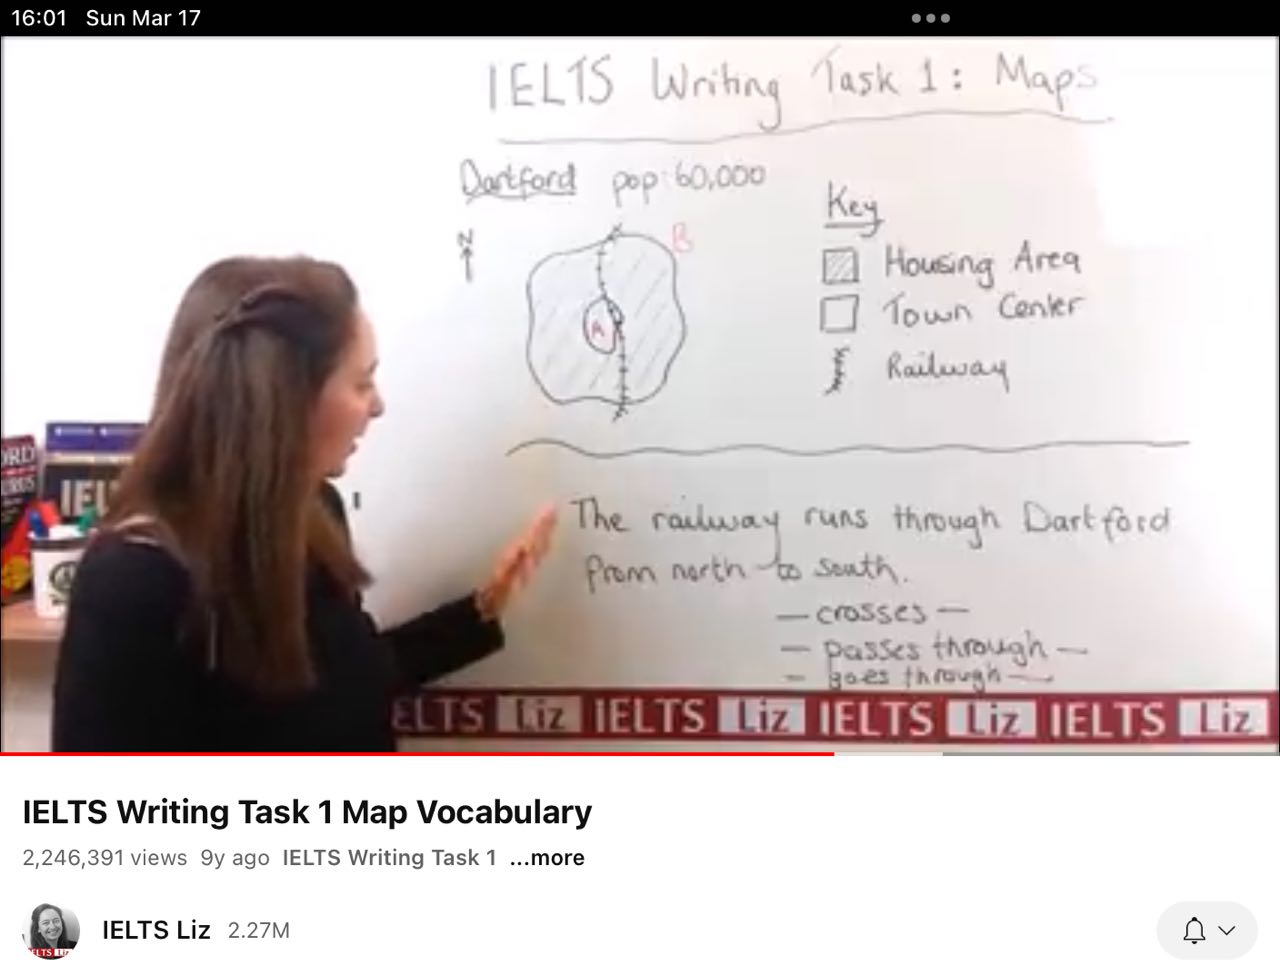 16:01 Sun Mar 17
IELTS Writing Task 1: Maps
Dartford pop: 60,000
N
B
A
Key
Housing Area
Town Center
Railway
The railway runs through Dartford
from north to south.
— crosses —
— passes through —
- goes through —
IEL
ELTS Liz IELTS Liz IELTS Liz IELTS Liz
IELTS Writing Task 1 Map Vocabulary
2,246,391 views 9y ago IELTS Writing Task 1 ...more
IELTS Liz 2.27M